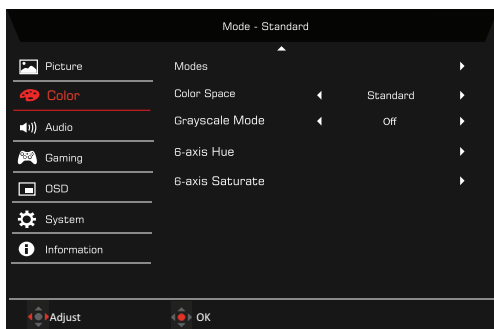 Mode - Standard
Picture
Color
Audio
Gaming
OSD
System
Information
Modes
Color Space Standard
Grayscale Mode Off
6-axis Hue
6-axis Saturate
Adjust OK